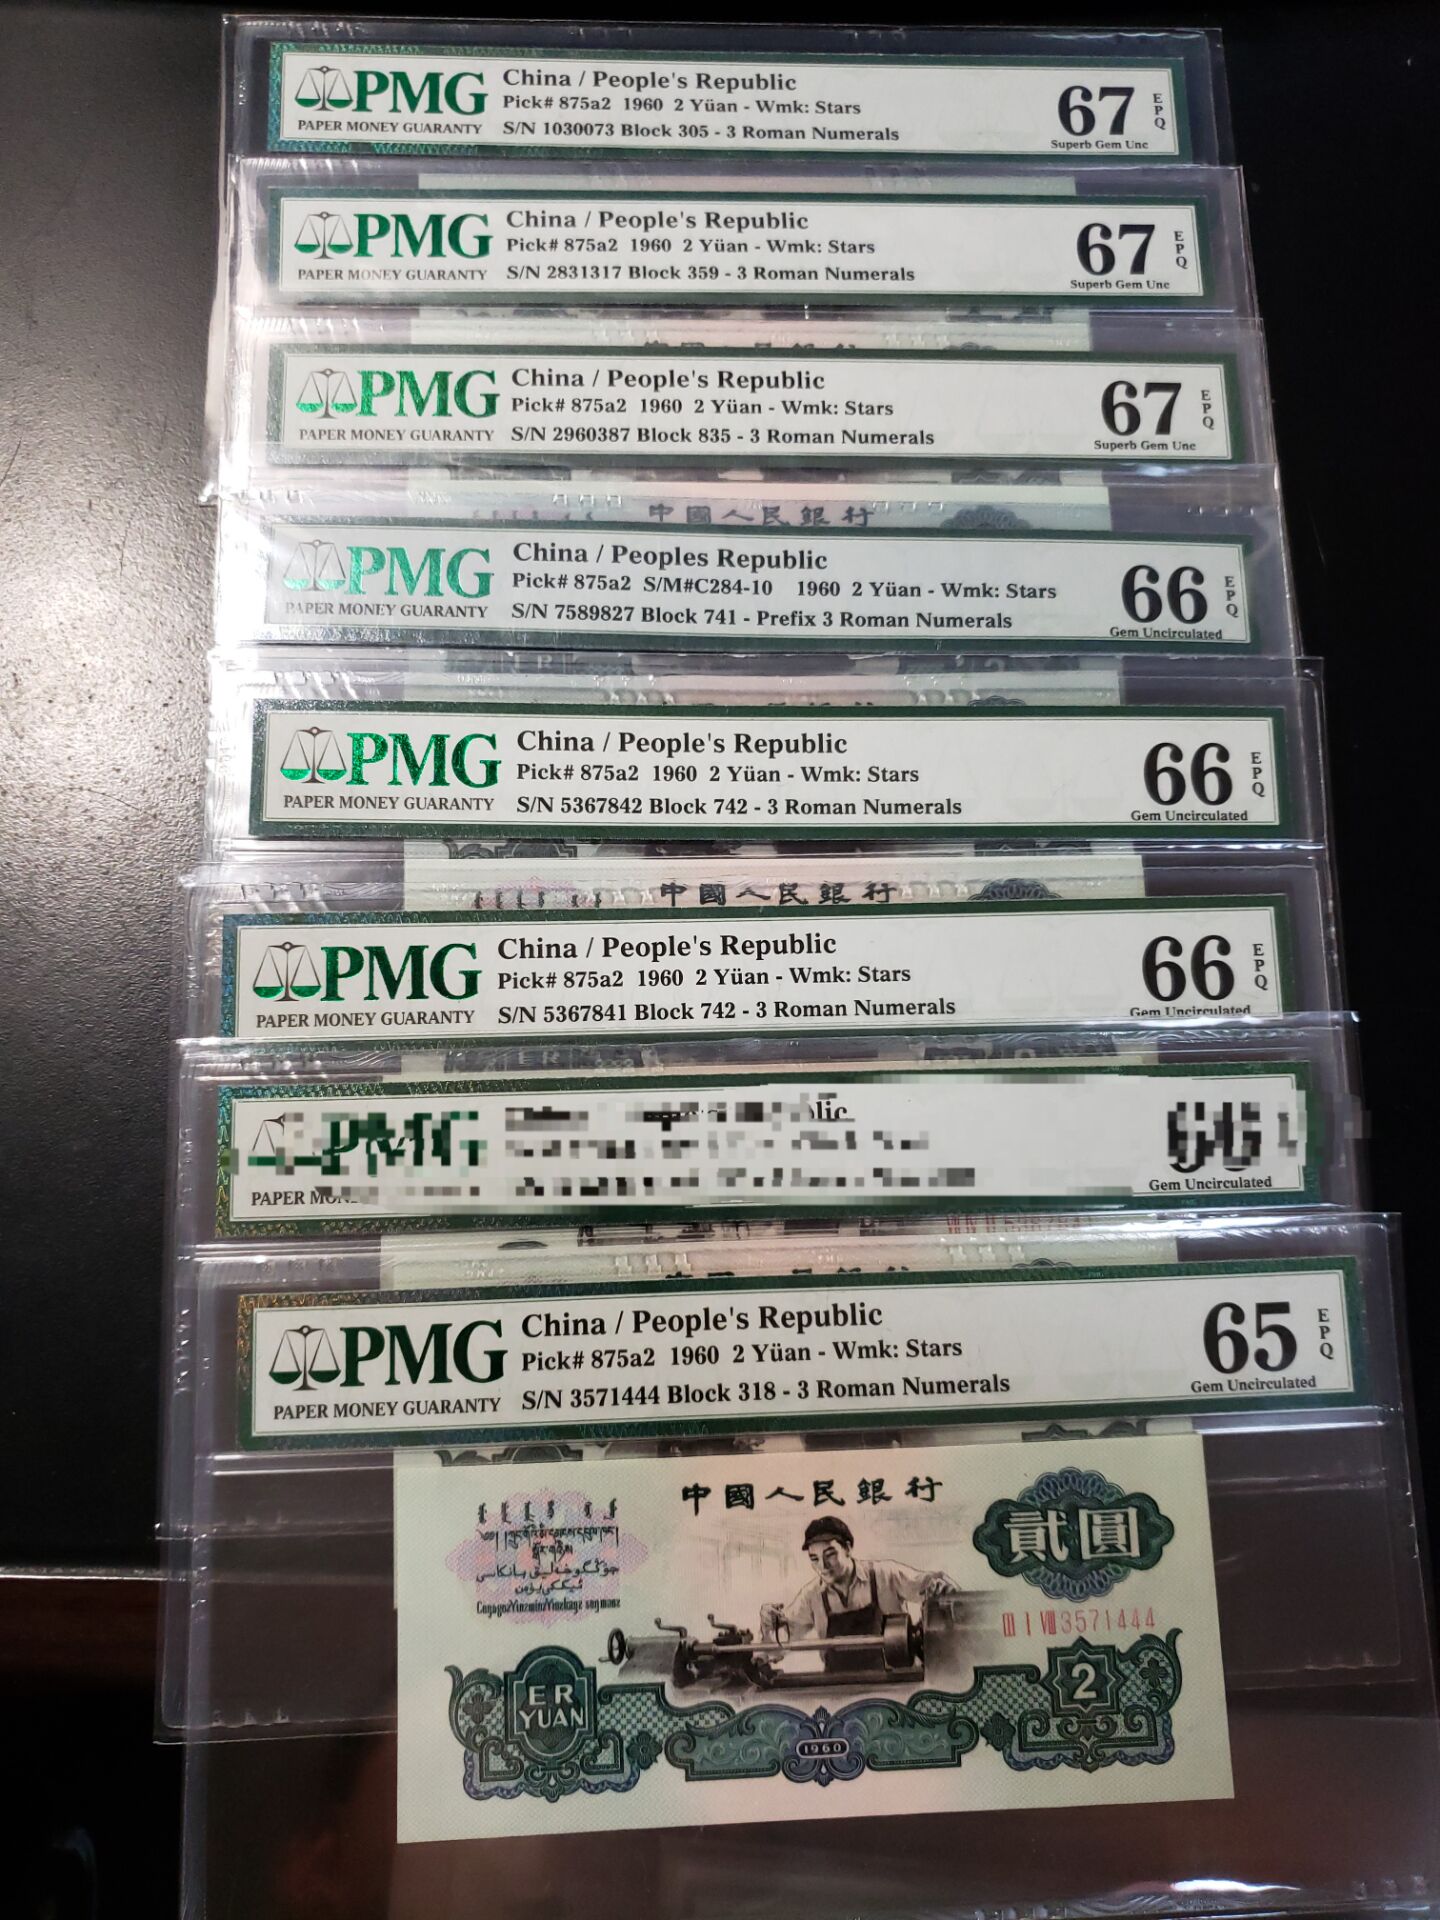 PMG
PAPER MONEY GUARANTY
China / People's Republic
Pick# 875a2 1960 2 Yüan - Wmk: Stars
S/N 1030073 Block 305 - 3 Roman Numerals
67 EPQ
Superb Gem Unc
PMG
PAPER MONEY GUARANTY
China / People's Republic
Pick# 875a2 1960 2 Yüan - Wmk: Stars
S/N 2831317 Block 359 - 3 Roman Numerals
67 EPQ
Superb Gem Unc
PMG
PAPER MONEY GUARANTY
China / People's Republic
Pick# 875a2 1960 2 Yüan - Wmk: Stars
S/N 2960387 Block 835 - 3 Roman Numerals
67 EPQ
Superb Gem Unc
中國人民銀行
PMG
PAPER MONEY GUARANTY
China / Peoples Republic
Pick# 875a2 S/M#C284-10 1960 2 Yüan - Wmk: Stars
S/N 7589827 Block 741 - Prefix 3 Roman Numerals
66 EPQ
Gem Uncirculated
PMG
PAPER MONEY GUARANTY
China / People's Republic
Pick# 875a2 1960 2 Yüan - Wmk: Stars
S/N 5367842 Block 742 - 3 Roman Numerals
66 EPQ
Gem Uncirculated
中國人民銀行
PMG
PAPER MONEY GUARANTY
China / People's Republic
Pick# 875a2 1960 2 Yüan - Wmk: Stars
S/N 5367841 Block 742 - 3 Roman Numerals
66 EPQ
Gem Uncirculated
PAPER
Gem Uncirculated
PMG
PAPER MONEY GUARANTY
China / People's Republic
Pick# 875a2 1960 2 Yüan - Wmk: Stars
S/N 3571444 Block 318 - 3 Roman Numerals
65 EPQ
Gem Uncirculated
中國人民銀行
貳圓
III I VIII 3571444
ER
YUAN
2
1960